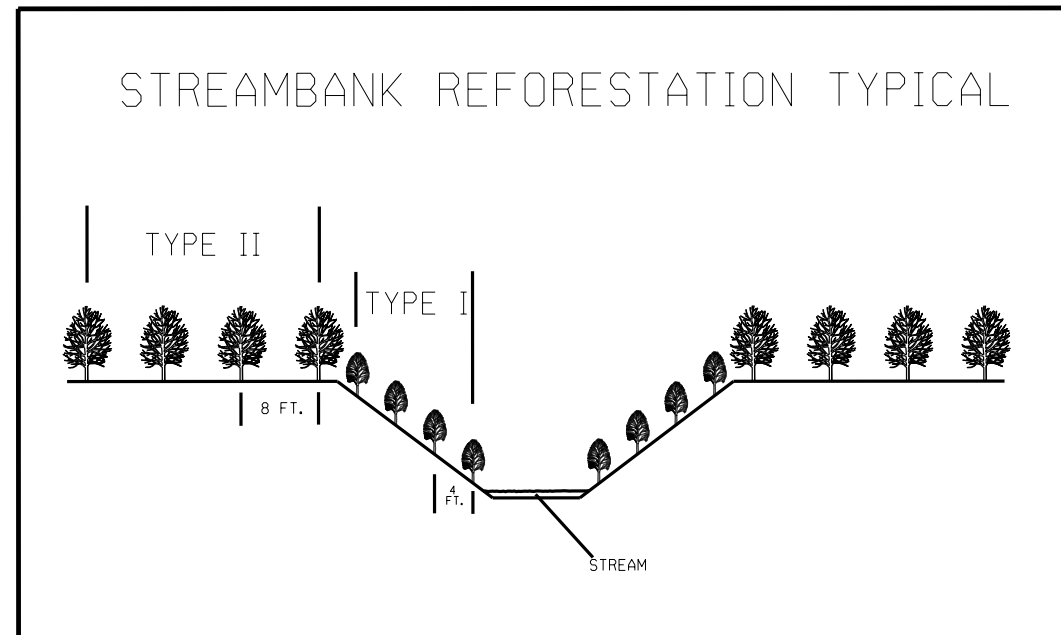 STREAMBANK REFORESTATION TYPICAL
TYPE II
TYPE I
8 FT.
4
FT.
STREAM